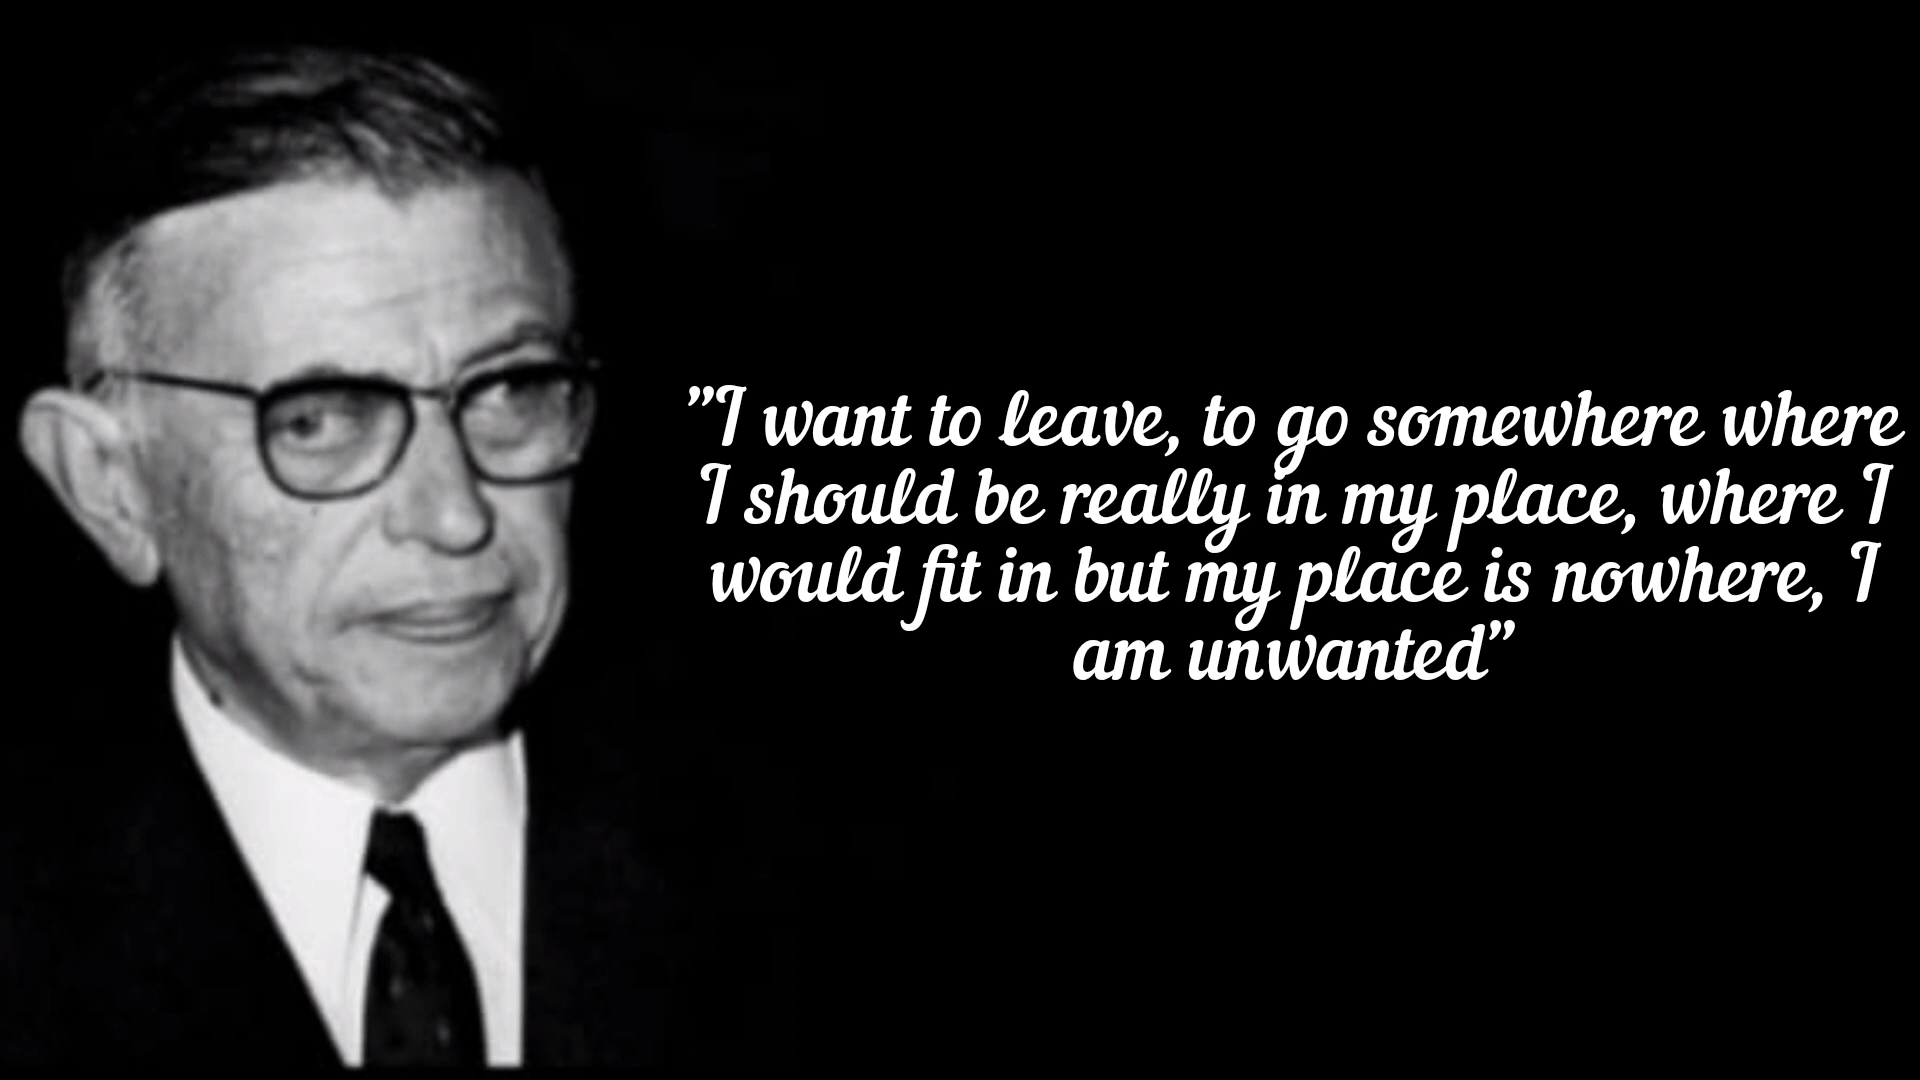 "I want to leave, to go somewhere where
I should be really in my place, where I
would fit in but my place is nowhere, I
am unwanted"